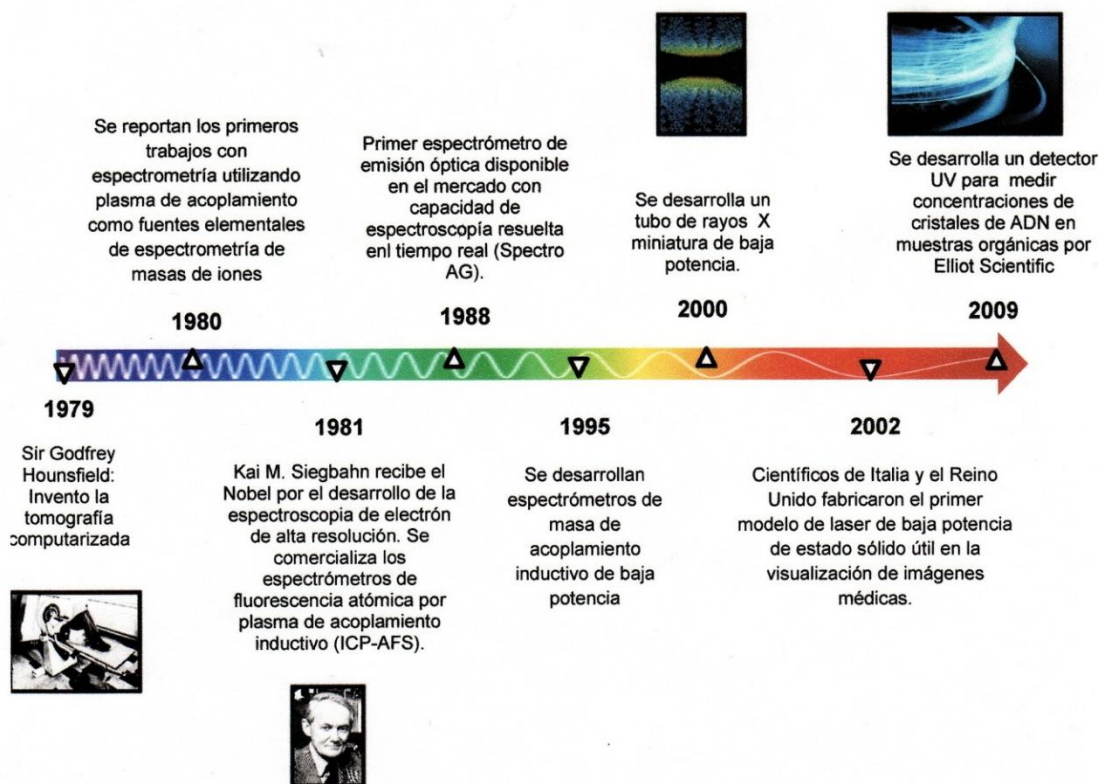 Se reportan los primeros
trabajos con
espectrometría utilizando
plasma de acoplamiento
como fuentes elementales
de espectrometría de
masas de iones
1980
Primer espectrómetro de
emisión óptica disponible
en el mercado con
capacidad de
espectroscopía resuelta
enl tiempo real (Spectro
AG).
1988
Se desarrolla un
tubo de rayos X
miniatura de baja
potencia.
2000
Se desarrolla un detector
UV para medir
concentraciones de
cristales de ADN en
muestras orgánicas por
Elliot Scientific
2009
1979
Sir Godfrey
Hounsfield:
Invento la
tomografía
computarizada
1981
Kai M. Siegbahn recibe el
Nobel por el desarrollo de la
espectroscopia de electrón
de alta resolución. Se
comercializa los
espectrómetros de
fluorescencia atómica por
plasma de acoplamiento
inductivo (ICP-AFS).
1995
Se desarrollan
espectrómetros de
masa de
acoplamiento
inductivo de baja
potencia
2002
Científicos de Italia y el Reino
Unido fabricaron el primer
modelo de laser de baja potencia
de estado sólido útil en la
visualización de imágenes
médicas.